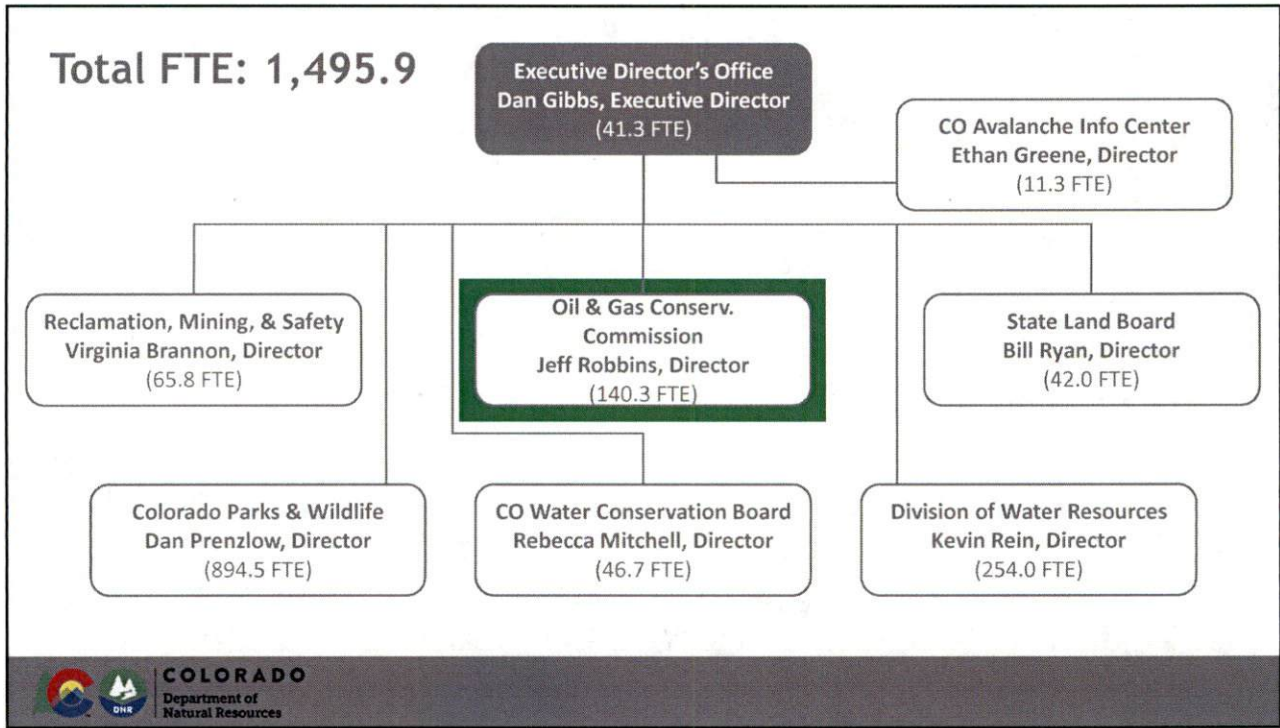 Total FTE: 1,495.9
Executive Director's Office
Dan Gibbs, Executive Director
(41.3 FTE)
CO Avalanche Info Center
Ethan Greene, Director
(11.3 FTE)
Reclamation, Mining, & Safety
Virginia Brannon, Director
(65.8 FTE)
Oil & Gas Conserv.
Commission
Jeff Robbins, Director
(140.3 FTE)
State Land Board
Bill Ryan, Director
(42.0 FTE)
Colorado Parks & Wildlife
Dan Prenzlow, Director
(894.5 FTE)
CO Water Conservation Board
Rebecca Mitchell, Director
(46.7 FTE)
Division of Water Resources
Kevin Rein, Director
(254.0 FTE)
DNR
COLORADO
Department of
Natural Resources